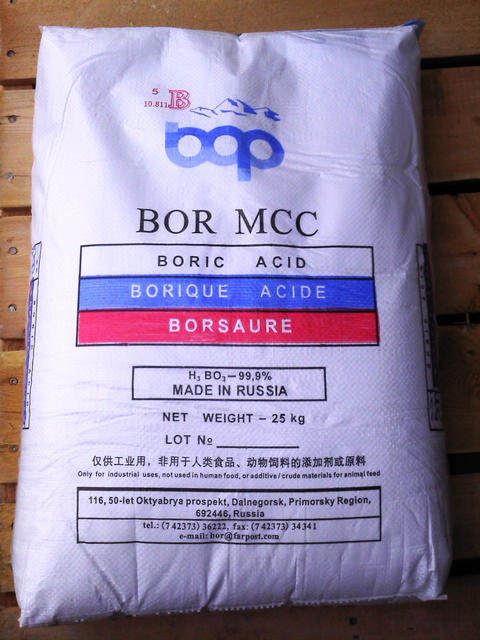 5
10.811 B
бор
BOR MCC
BORIC ACID
BORIQUE ACIDE
BORSAURE
H₃ BO₃—99,9%
MADE IN RUSSIA
NET WEIGHT – 25 kg
LOT №
仅供工业用，非用于人类食品、动物饲料的添加剂或原料
Only for industrial uses, not used in human food, or additive / crude materials for animal feed
116, 50-let Oktyabrya prospekt, Dalnegorsk, Primorsky Region,
692446, Russia
tel.: (7 42373) 36222, fax: (7 42373) 34341
e-mail: bor@farpost.com